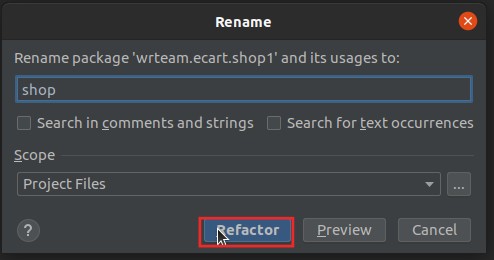 Rename
Rename package 'wrteam.ecart.shop1' and its usages to:
shop
Search in comments and strings Search for text occurrences
Scope
Project Files ...
? Refactor Preview Cancel